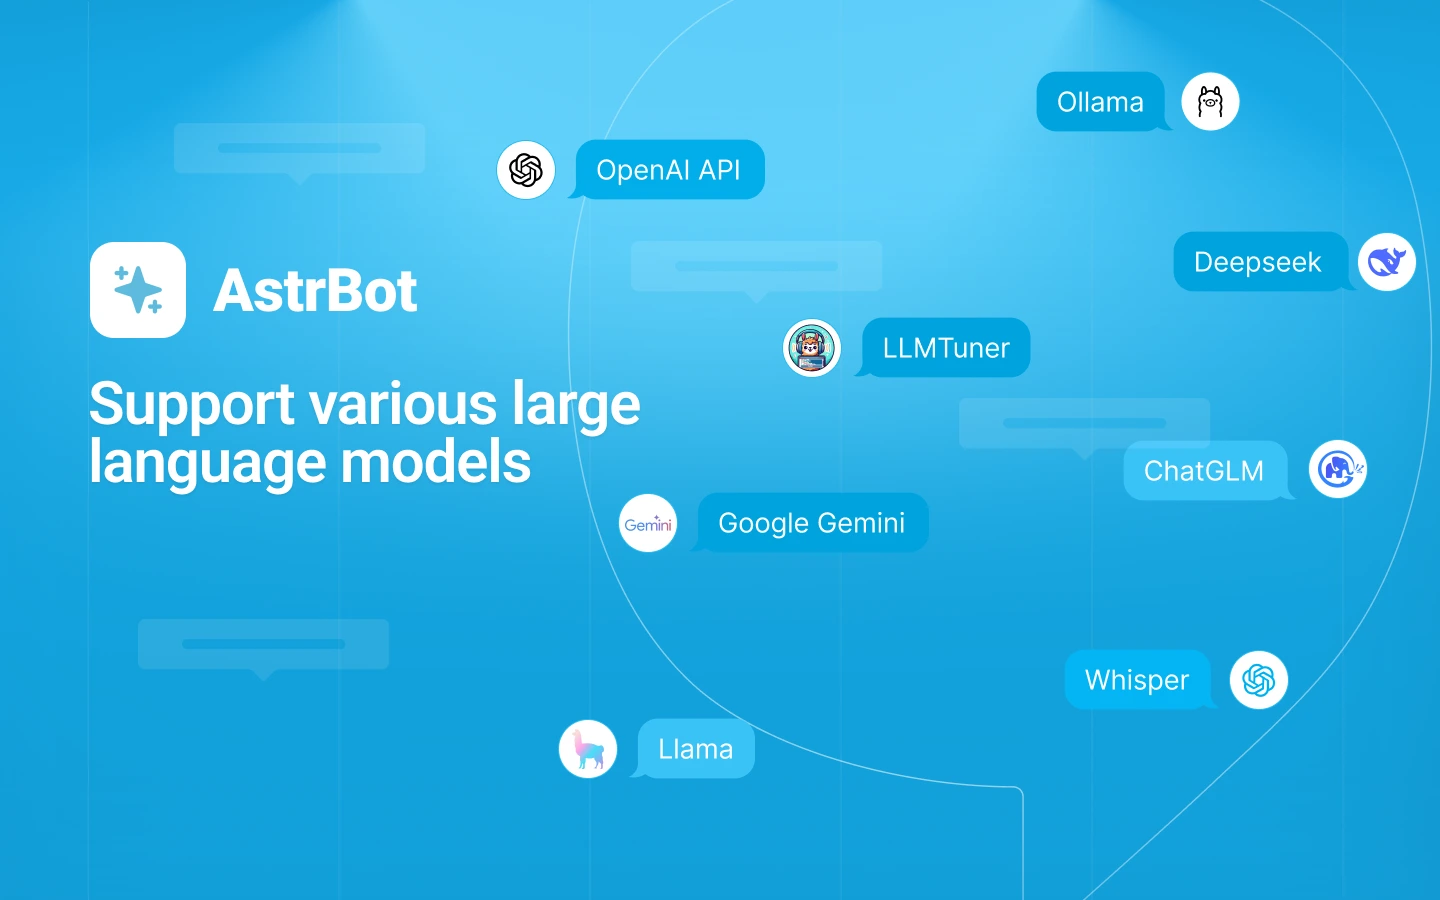 AstrBot
Support various large
language models
OpenAI API
Ollama
Deepseek
LLMTuner
ChatGLM
Gemini
Google Gemini
Whisper
Llama